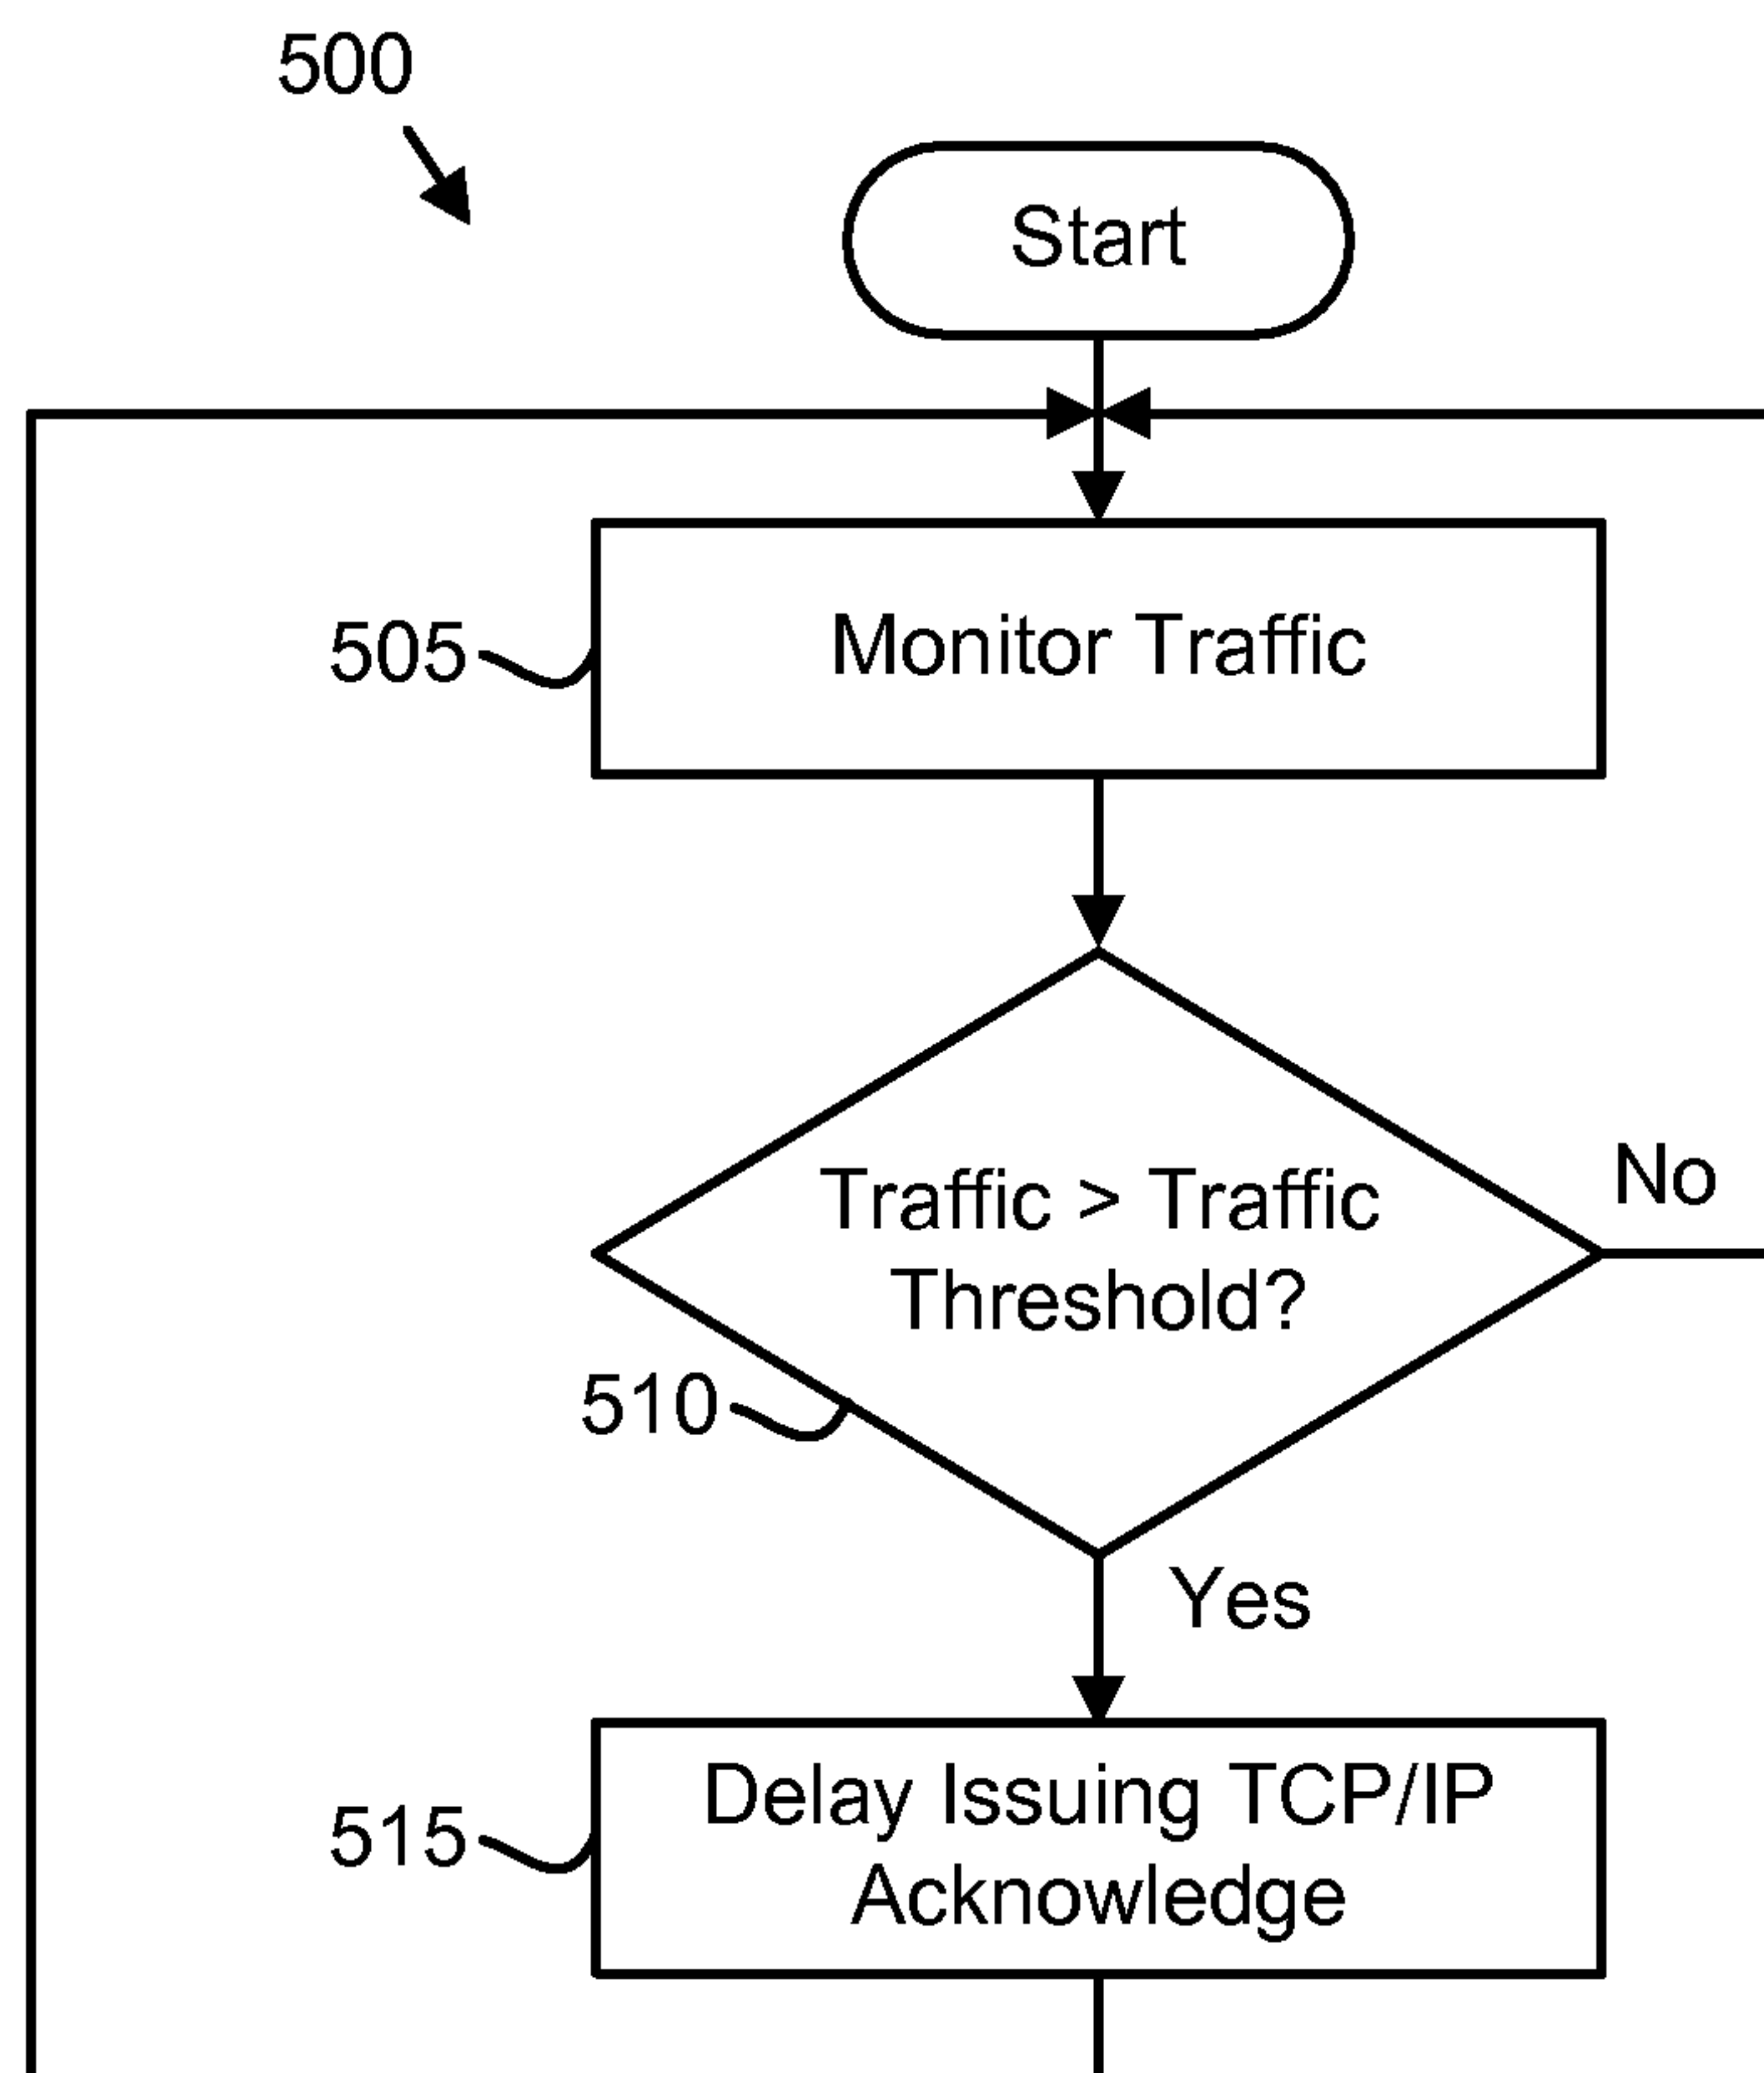 500
Start
505
Monitor Traffic
Traffic > Traffic
Threshold?
No
510
Yes
515
Delay Issuing TCP/IP
Acknowledge